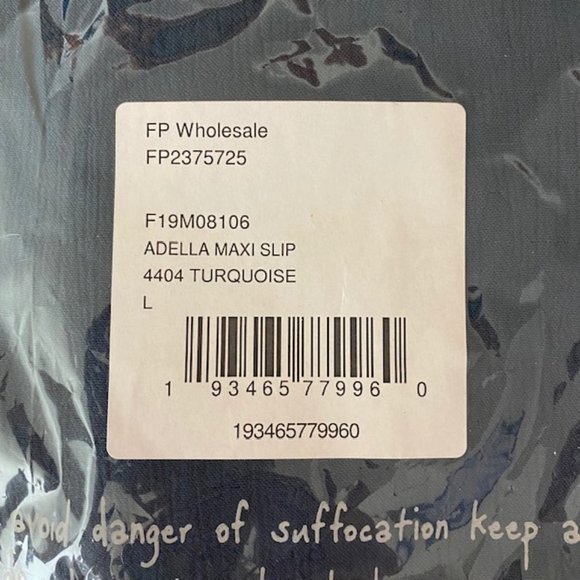 FP Wholesale
FP2375725
F19M08106
ADELLA MAXI SLIP
4404 TURQUOISE
L
1 93465 77996 0
193465779960
avoid danger of suffocation keep a